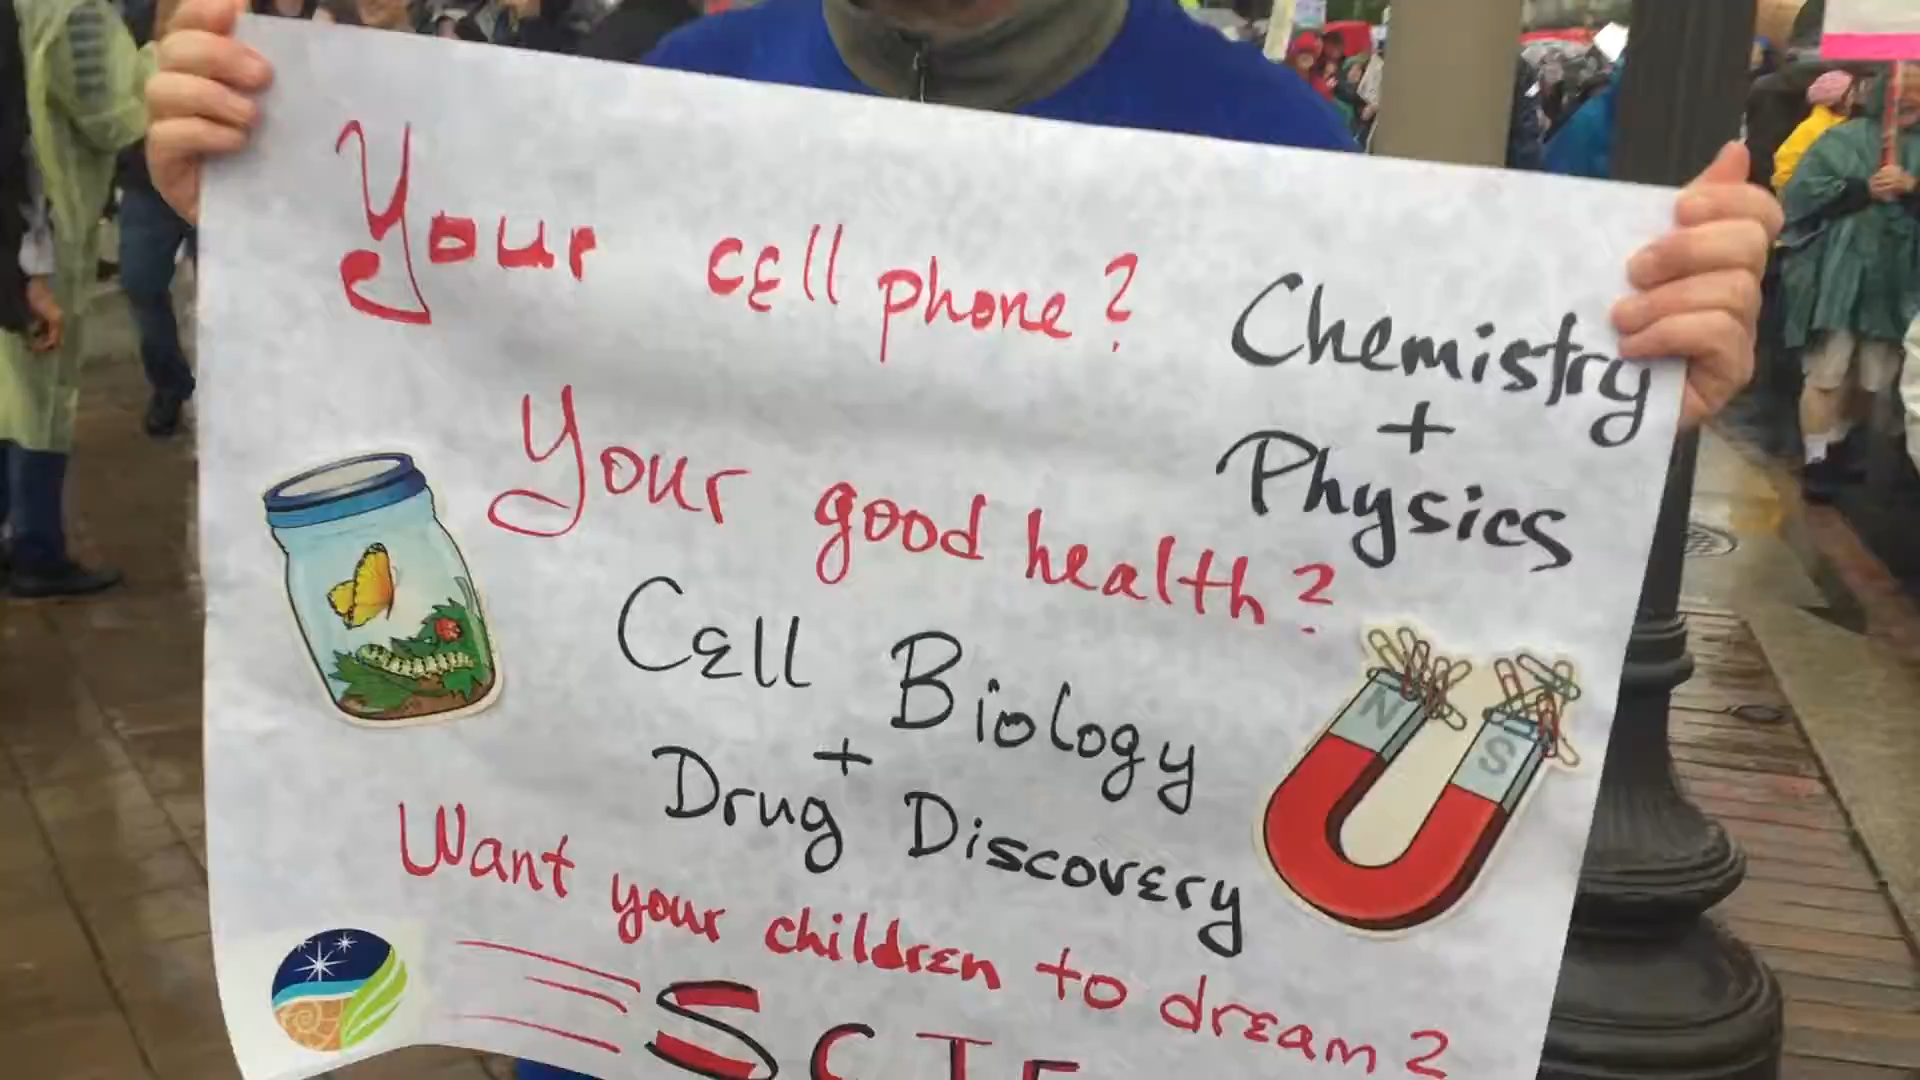 Your cell phone?
Chemistry
+
Physics
Your good health?
Cell Biology
+
Drug Discovery
Want your children to dream?
N
S